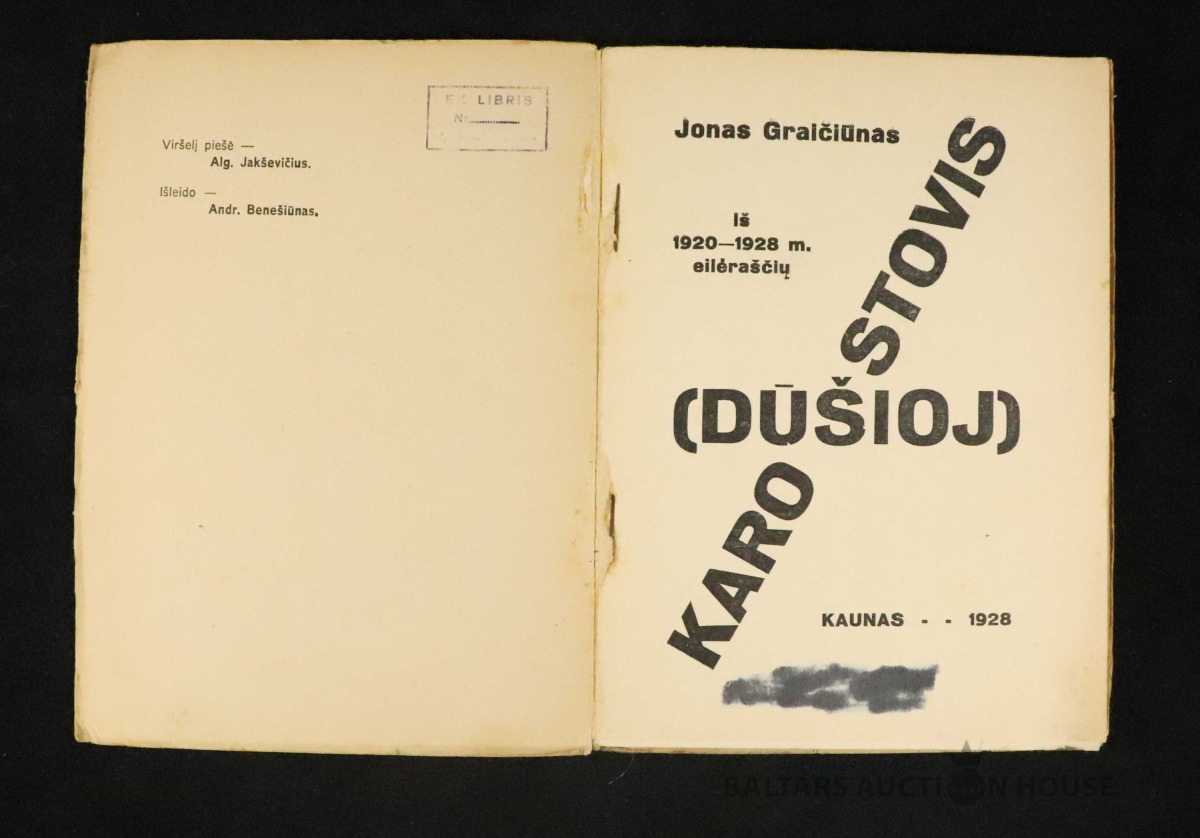 Viršelį piešė —
Alg. Jakševičius.
Išleido —
Andr. Benešiūnas.
EX LIBRIS
Nr.
Jonas Graičiūnas
Iš
1920—1928 m.
eilėraščių
KARO STOVIS
(DŪŠIOJ)
KAUNAS - - 1928
BALTARS AUCTION HOUSE